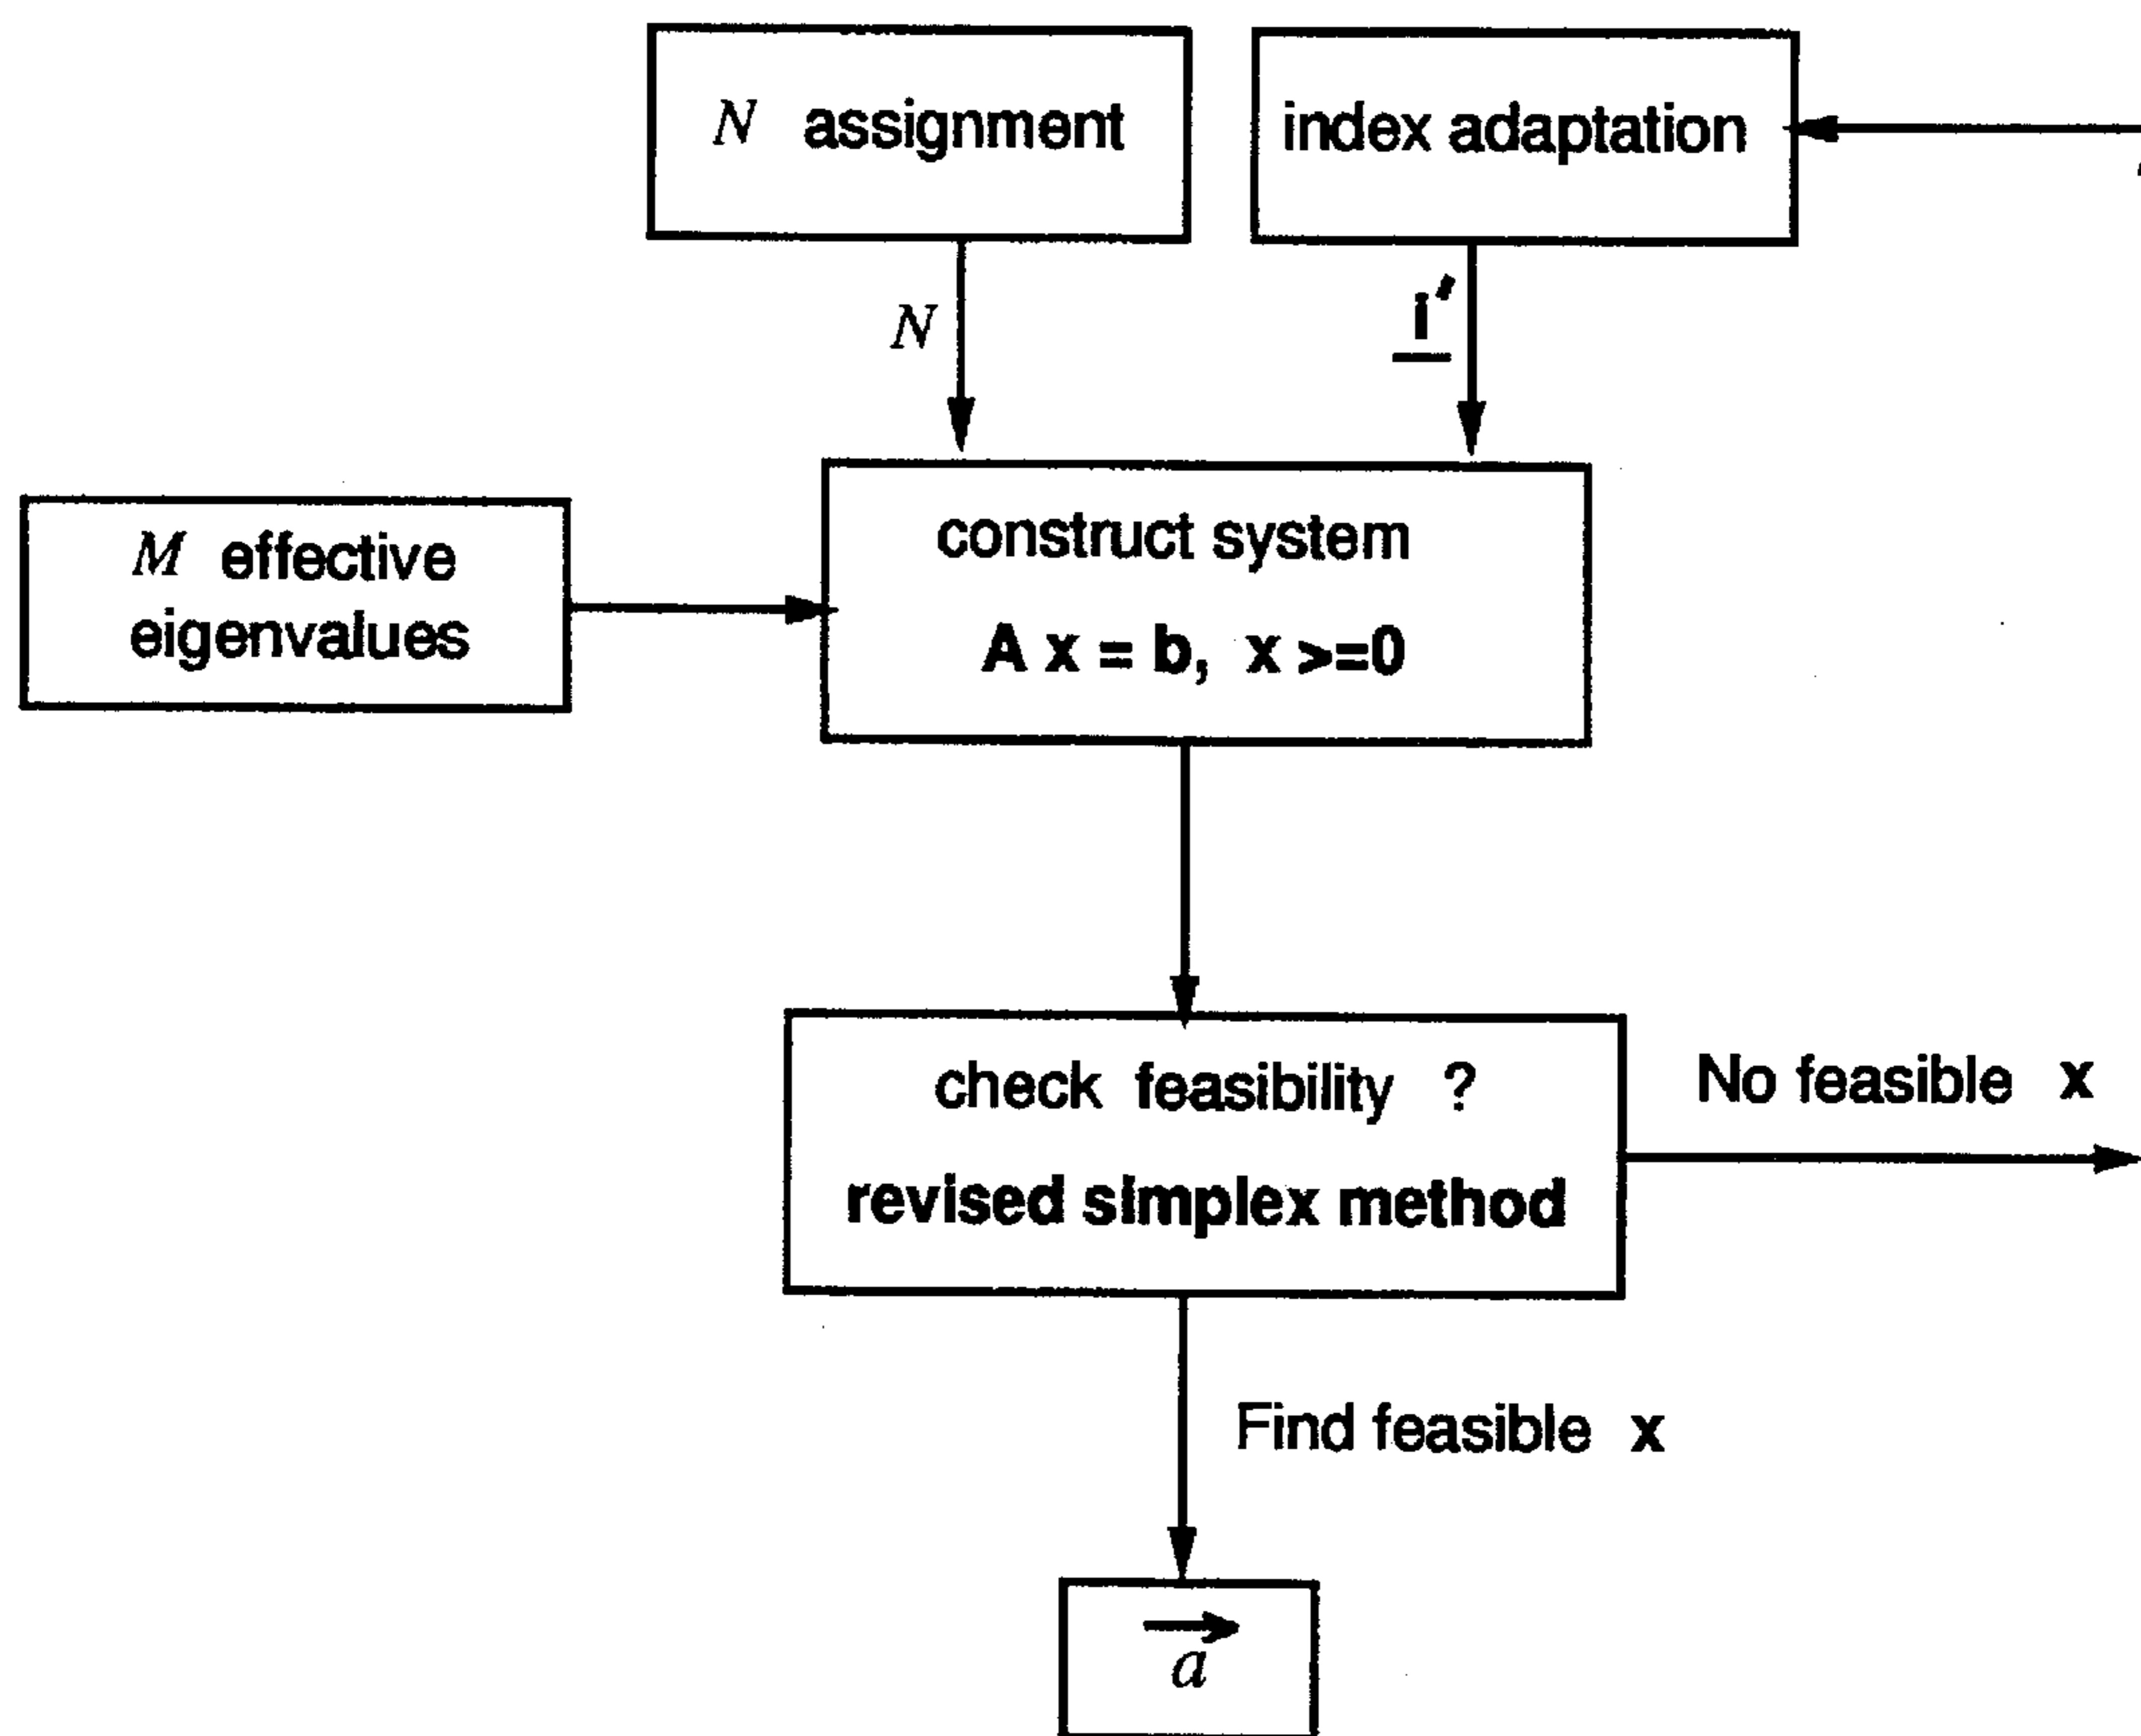 N assignment
index adaptation
N
i′
M effective
eigenvalues
construct system
A x = b, x >=0
check feasibility ?
revised simplex method
No feasible x
Find feasible x
a